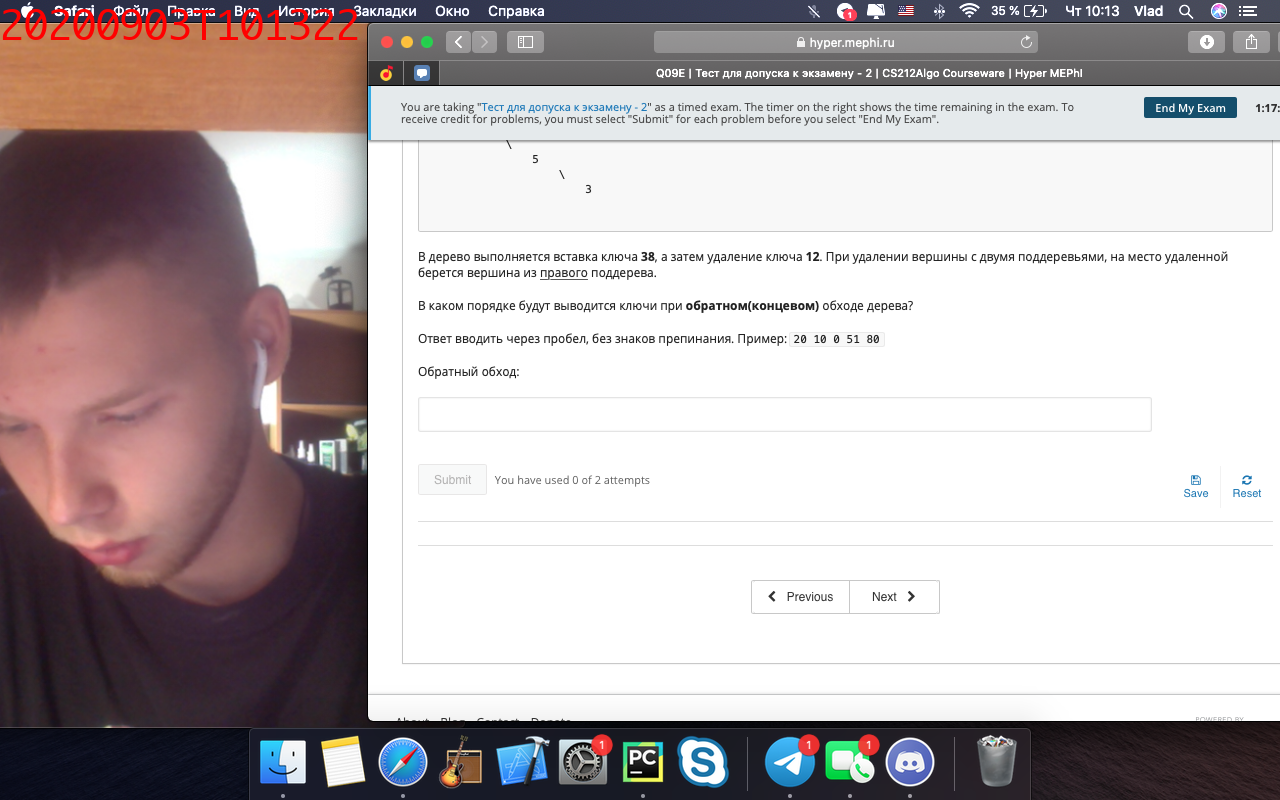 Safari Файл Правка Вид История Закладки Окно Справка 35 % Чт 10:13 Vlad
20200903T101322
hyper.mephi.ru
Q09E | Тест для допуска к экзамену - 2 | CS212Algo Courseware | Hyper MEPhI
You are taking "Тест для допуска к экзамену - 2" as a timed exam. The timer on the right shows the time remaining in the exam. To
receive credit for problems, you must select "Submit" for each problem before you select "End My Exam".
End My Exam
1:17:
\
5
\
3
В дерево выполняется вставка ключа 38, а затем удаление ключа 12. При удалении вершины с двумя поддеревьями, на место удаленной
берется вершина из правого поддерева.
В каком порядке будут выводится ключи при обратном(концевом) обходе дерева?
Ответ вводить через пробел, без знаков препинания. Пример: 20 10 0 51 80
Обратный обход:
Submit You have used 0 of 2 attempts
Save Reset
Previous Next
About Blog Contact Donate
POWERED BY
1 1 1 1
PC